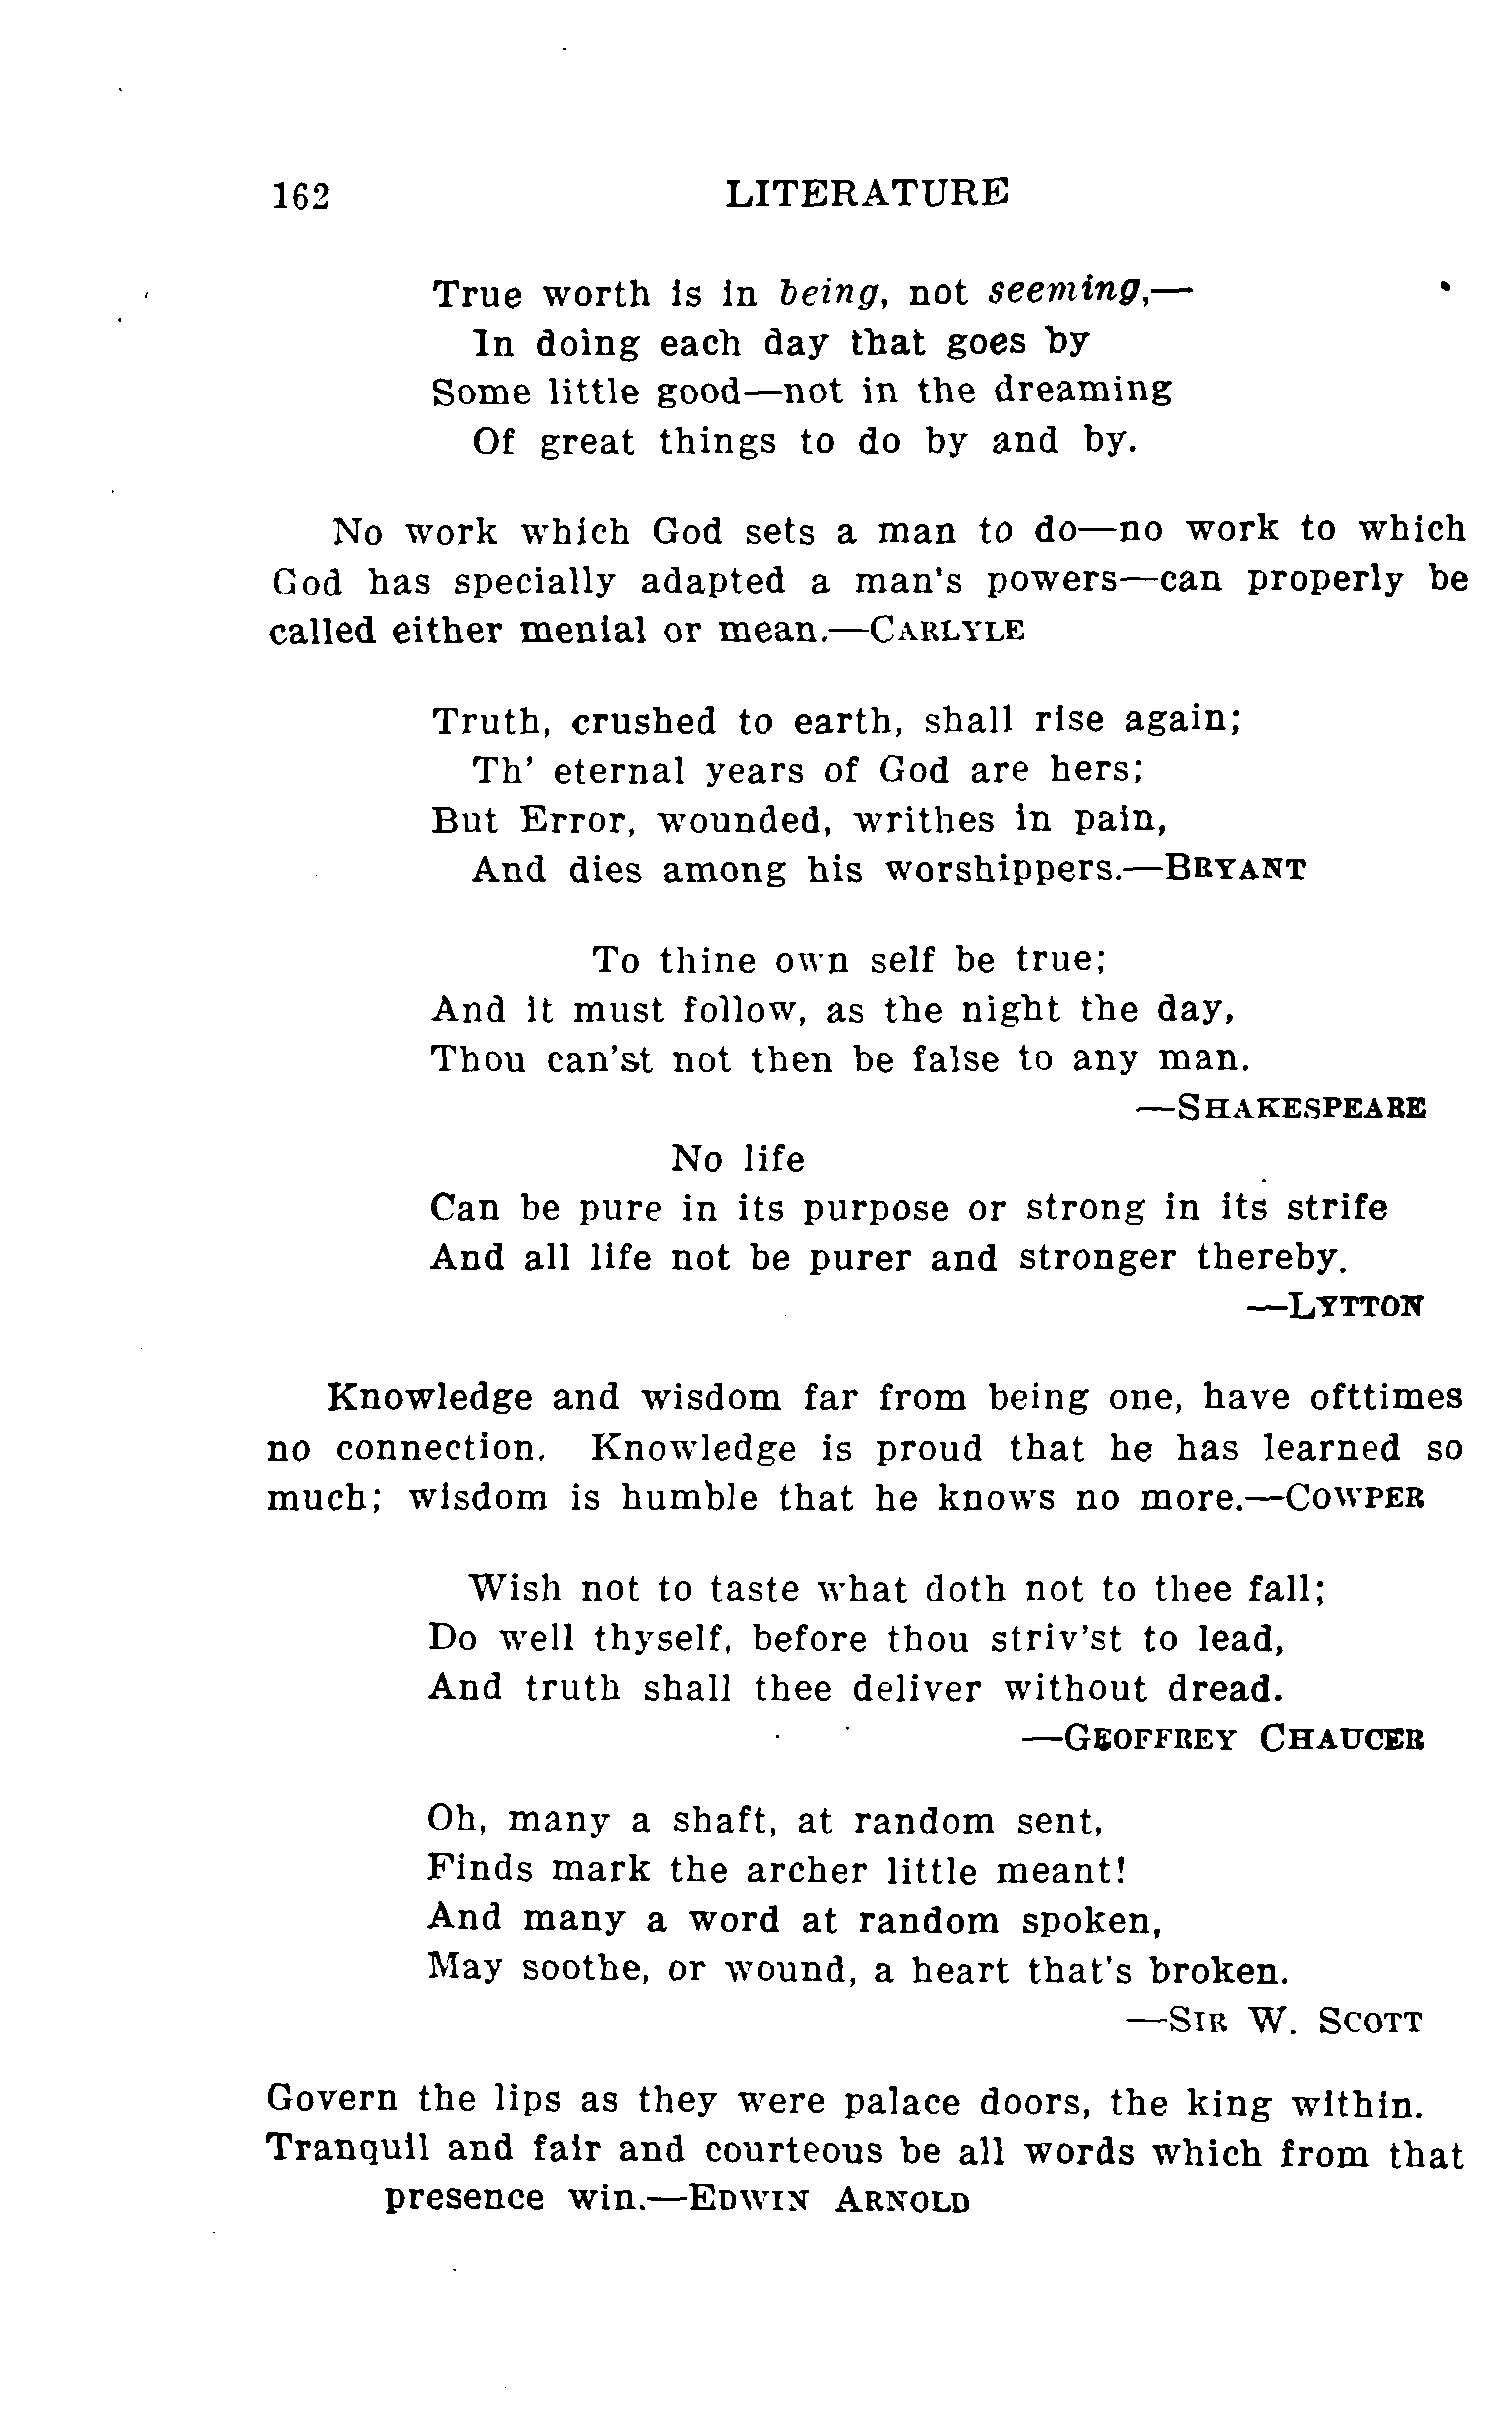 162 LITERATURE
True worth is in being, not seeming,—
In doing each day that goes by
Some little good—not in the dreaming
Of great things to do by and by.
No work which God sets a man to do—no work to which
God has specially adapted a man's powers—can properly be
called either menial or mean.—CARLYLE
Truth, crushed to earth, shall rise again;
Th' eternal years of God are hers;
But Error, wounded, writhes in pain,
And dies among his worshippers.—BRYANT
To thine own self be true;
And it must follow, as the night the day,
Thou can'st not then be false to any man.
—SHAKESPEARE
No life
Can be pure in its purpose or strong in its strife
And all life not be purer and stronger thereby.
—LYTTON
Knowledge and wisdom far from being one, have ofttimes
no connection. Knowledge is proud that he has learned so
much; wisdom is humble that he knows no more.—COWPER
Wish not to taste what doth not to thee fall;
Do well thyself, before thou striv'st to lead,
And truth shall thee deliver without dread.
—GEOFFREY CHAUCER
Oh, many a shaft, at random sent,
Finds mark the archer little meant!
And many a word at random spoken,
May soothe, or wound, a heart that's broken.
—SIR W. SCOTT
Govern the lips as they were palace doors, the king within.
Tranquil and fair and courteous be all words which from that
presence win.—EDWIN ARNOLD